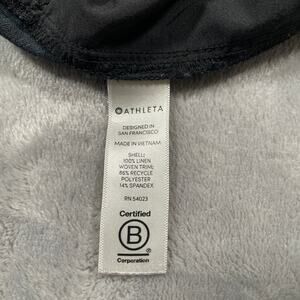 ATHLETA
DESIGNED IN
SAN FRANCISCO
MADE IN VIETNAM
SHELL:
100% LINEN
WOVEN TRIM:
86% RECYCLE
POLYESTER
14% SPANDEX
RN 54023
Certified
B
®
Corporation